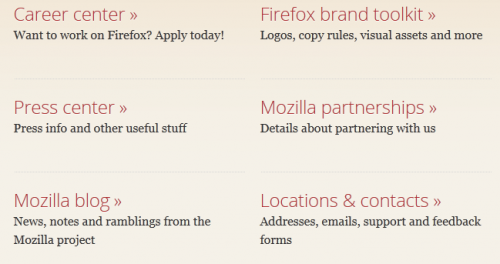 Career center »
Want to work on Firefox? Apply today!
Firefox brand toolkit »
Logos, copy rules, visual assets and more
Press center »
Press info and other useful stuff
Mozilla partnerships »
Details about partnering with us
Mozilla blog »
News, notes and ramblings from the
Mozilla project
Locations & contacts »
Addresses, emails, support and feedback
forms